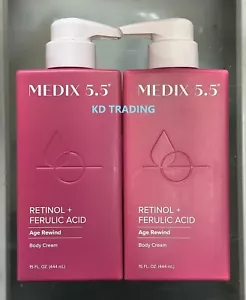 MEDIX 5.5®
MEDIX 5.5®
KD TRADING
RETINOL +
FERULIC ACID
Age Rewind
Body Cream
15 FL. OZ (444 mL)
RETINOL +
FERULIC ACID
Age Rewind
Body Cream
15 FL. OZ (444 mL)